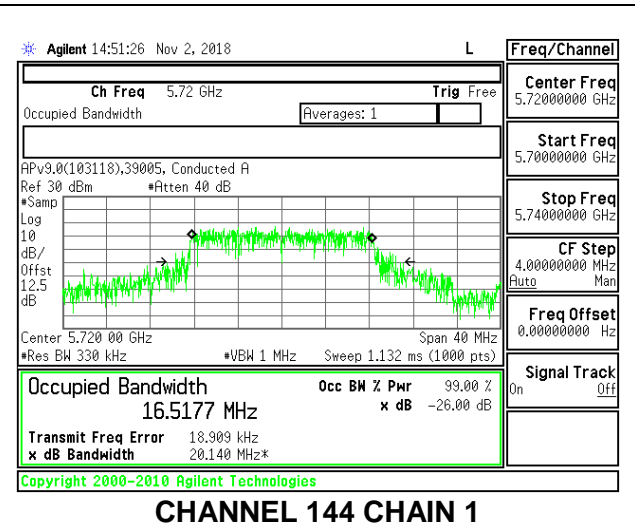 Agilent 14:51:26 Nov 2, 2018 L
Freq/Channel
Ch Freq 5.72 GHz Trig Free
Occupied Bandwidth Averages: 1
APv9.0(103118),39005, Conducted A
Ref 30 dBm #Atten 40 dB
#Samp
Log
10
dB/
Offst
12.5
dB
Center 5.720 00 GHz Span 40 MHz
#Res BW 330 kHz #VBW 1 MHz Sweep 1.132 ms (1000 pts)
Occupied Bandwidth Occ BW % Pwr 99.00 %
16.5177 MHz x dB -26.00 dB
Transmit Freq Error 18.909 kHz
x dB Bandwidth 20.140 MHz*
Copyright 2000-2010 Agilent Technologies
Center Freq
5.72000000 GHz
Start Freq
5.70000000 GHz
Stop Freq
5.74000000 GHz
CF Step
4.00000000 MHz
Auto Man
Freq Offset
0.00000000 Hz
Signal Track
On Off
CHANNEL 144 CHAIN 1